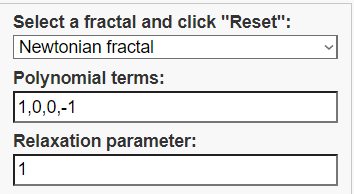 Select a fractal and click "Reset":
Newtonian fractal
Polynomial terms:
1,0,0,-1
Relaxation parameter:
1